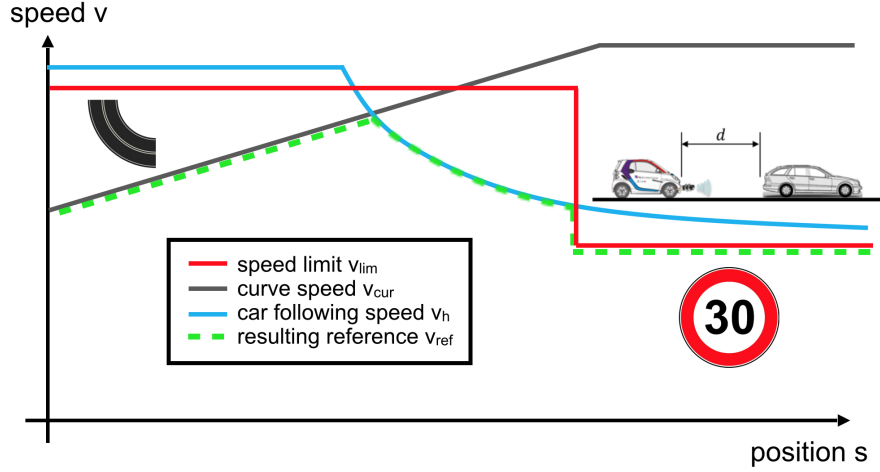 speed v
d
speed limit vlim
curve speed vcur
car following speed vh
resulting reference vref
30
position s